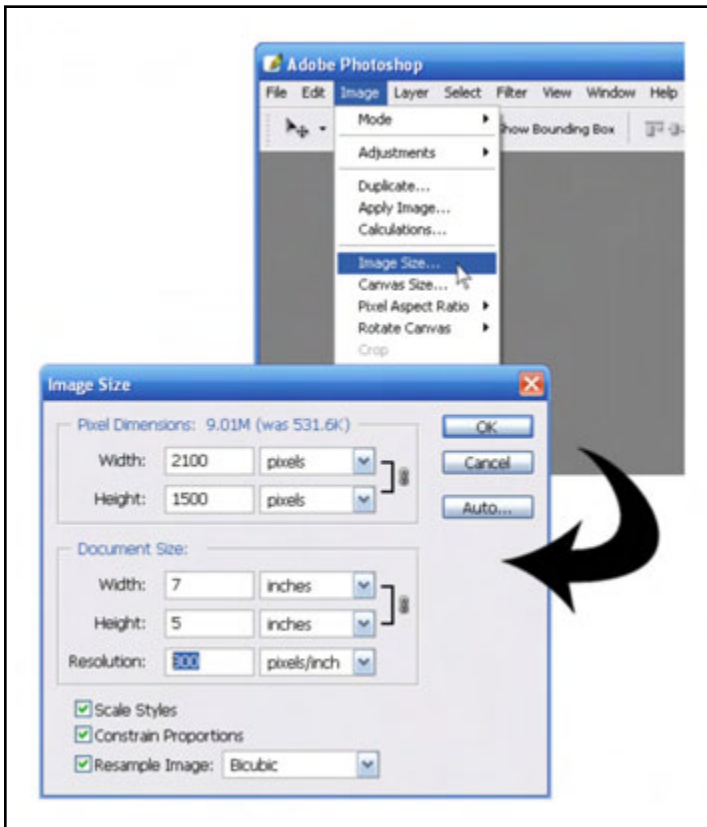 Adobe Photoshop
File Edit Image Layer Select Filter View Window Help
Mode
Show Bounding Box
Adjustments
Duplicate...
Apply Image...
Calculations...
Image Size...
Canvas Size...
Pixel Aspect Ratio
Rotate Canvas
Crop
Image Size
Pixel Dimensions: 9.01M (was 531.6K)
OK
Width: 2100 pixels
Cancel
Height: 1500 pixels
Auto...
Document Size:
Width: 7 inches
Height: 5 inches
Resolution: 300 pixels/inch
Scale Styles
Constrain Proportions
Resample Image: Bicubic